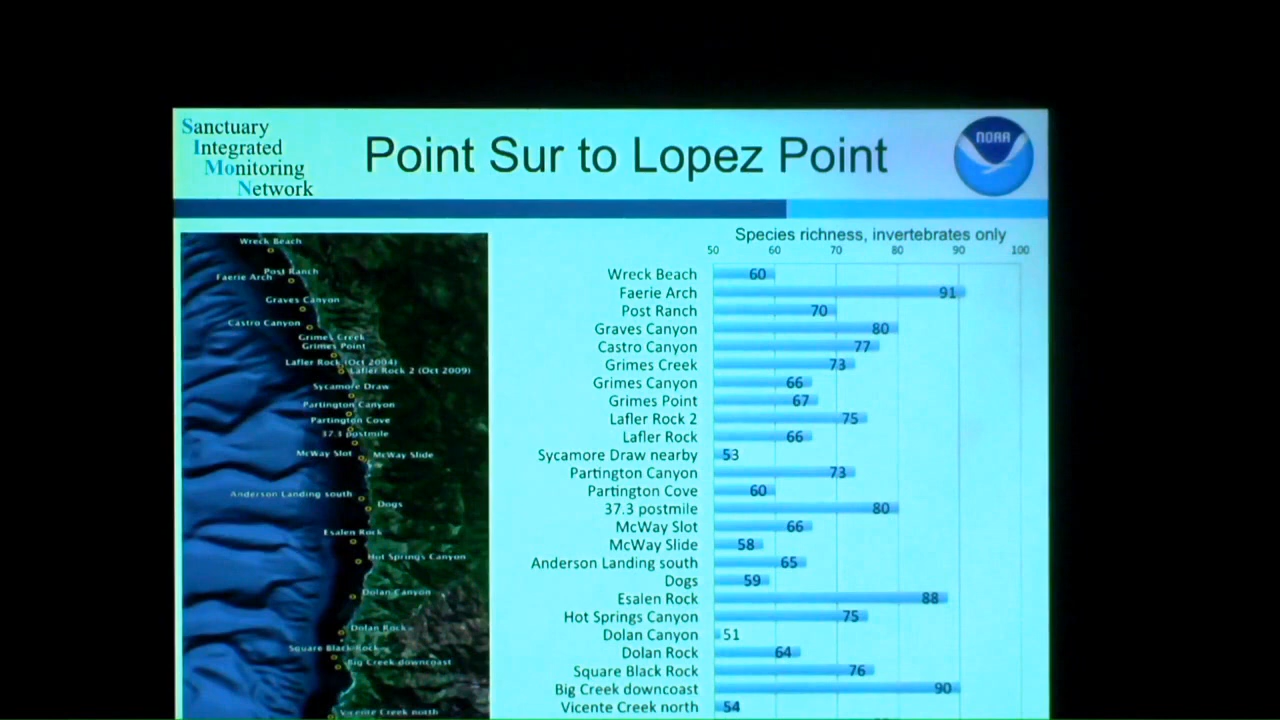 Sanctuary
Integrated
Monitoring
Network
Point Sur to Lopez Point
NOAA
Wreck Beach
Post Ranch
Faerie Arch
Graves Canyon
Castro Canyon
Grimes Creek
Grimes Point
Lafler Rock (Oct 2004)
Lafler Rock 2 (Oct 2009)
Sycamore Draw
Partington Canyon
Partington Cove
37.3 postmile
McWay Slot
McWay Slide
Anderson Landing south
Dogs
Esalen Rock
Hot Springs Canyon
Dolan Canyon
Dolan Rock
Square Black Rock
Big Creek downcoast
Vicente Creek north
Species richness, invertebrates only
50 60 70 80 90 100
Wreck Beach 60
Faerie Arch 91
Post Ranch 70
Graves Canyon 80
Castro Canyon 77
Grimes Creek 73
Grimes Canyon 66
Grimes Point 67
Lafler Rock 2 75
Lafler Rock 66
Sycamore Draw nearby 53
Partington Canyon 73
Partington Cove 60
37.3 postmile 80
McWay Slot 66
McWay Slide 58
Anderson Landing south 65
Dogs 59
Esalen Rock 88
Hot Springs Canyon 75
Dolan Canyon 51
Dolan Rock 64
Square Black Rock 76
Big Creek downcoast 90
Vicente Creek north 54